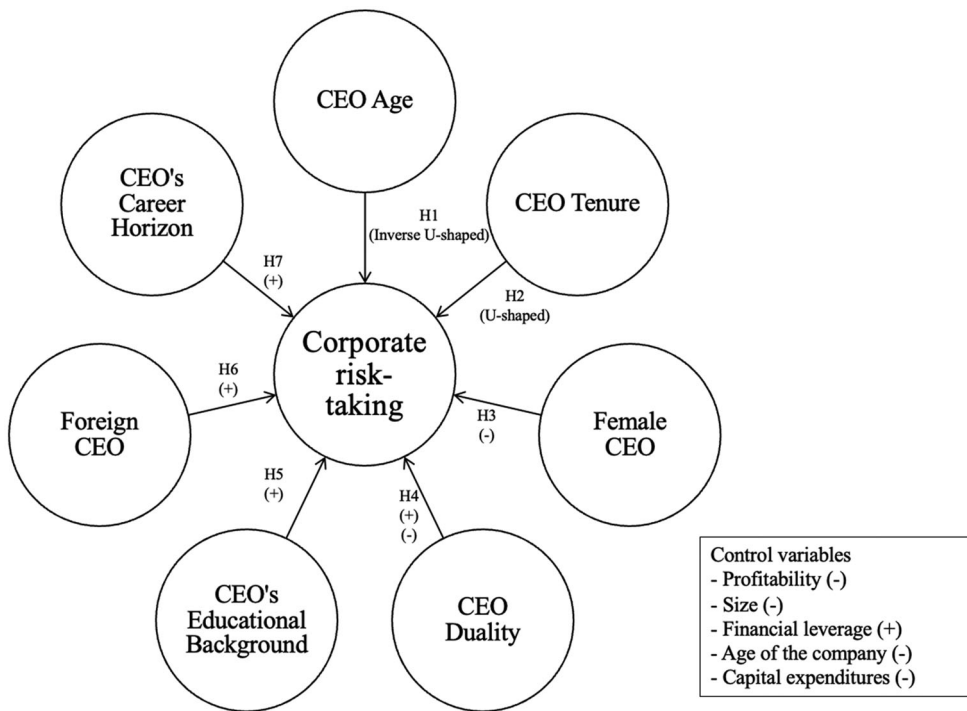 CEO Age
CEO's
Career
Horizon
CEO Tenure
H1
(Inverse U-shaped)
H7
(+)
H2
(U-shaped)
Corporate
risk-
taking
H6
(+)
Foreign
CEO
H3
(-)
Female
CEO
H5
(+)
H4
(+)
(-)
CEO's
Educational
Background
CEO
Duality
Control variables
- Profitability (-)
- Size (-)
- Financial leverage (+)
- Age of the company (-)
- Capital expenditures (-)